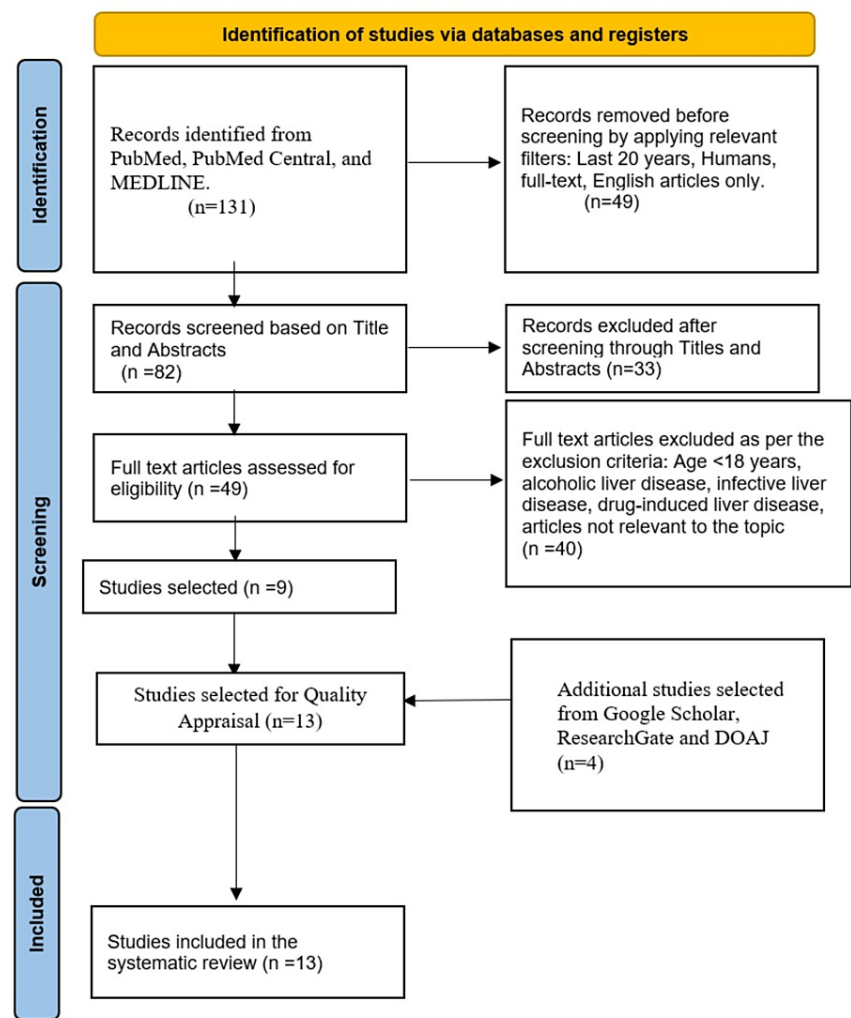 Identification of studies via databases and registers
Identification
Records identified from
PubMed, PubMed Central, and
MEDLINE.
(n=131)
Records removed before
screening by applying relevant
filters: Last 20 years, Humans,
full-text, English articles only.
(n=49)
Screening
Records screened based on Title
and Abstracts
(n =82)
Records excluded after
screening through Titles and
Abstracts (n=33)
Full text articles assessed for
eligibility (n =49)
Full text articles excluded as per the
exclusion criteria: Age <18 years,
alcoholic liver disease, infective liver
disease, drug-induced liver disease,
articles not relevant to the topic
(n =40)
Studies selected (n =9)
Studies selected for Quality
Appraisal (n=13)
Additional studies selected
from Google Scholar,
ResearchGate and DOAJ
(n=4)
Included
Studies included in the
systematic review (n =13)